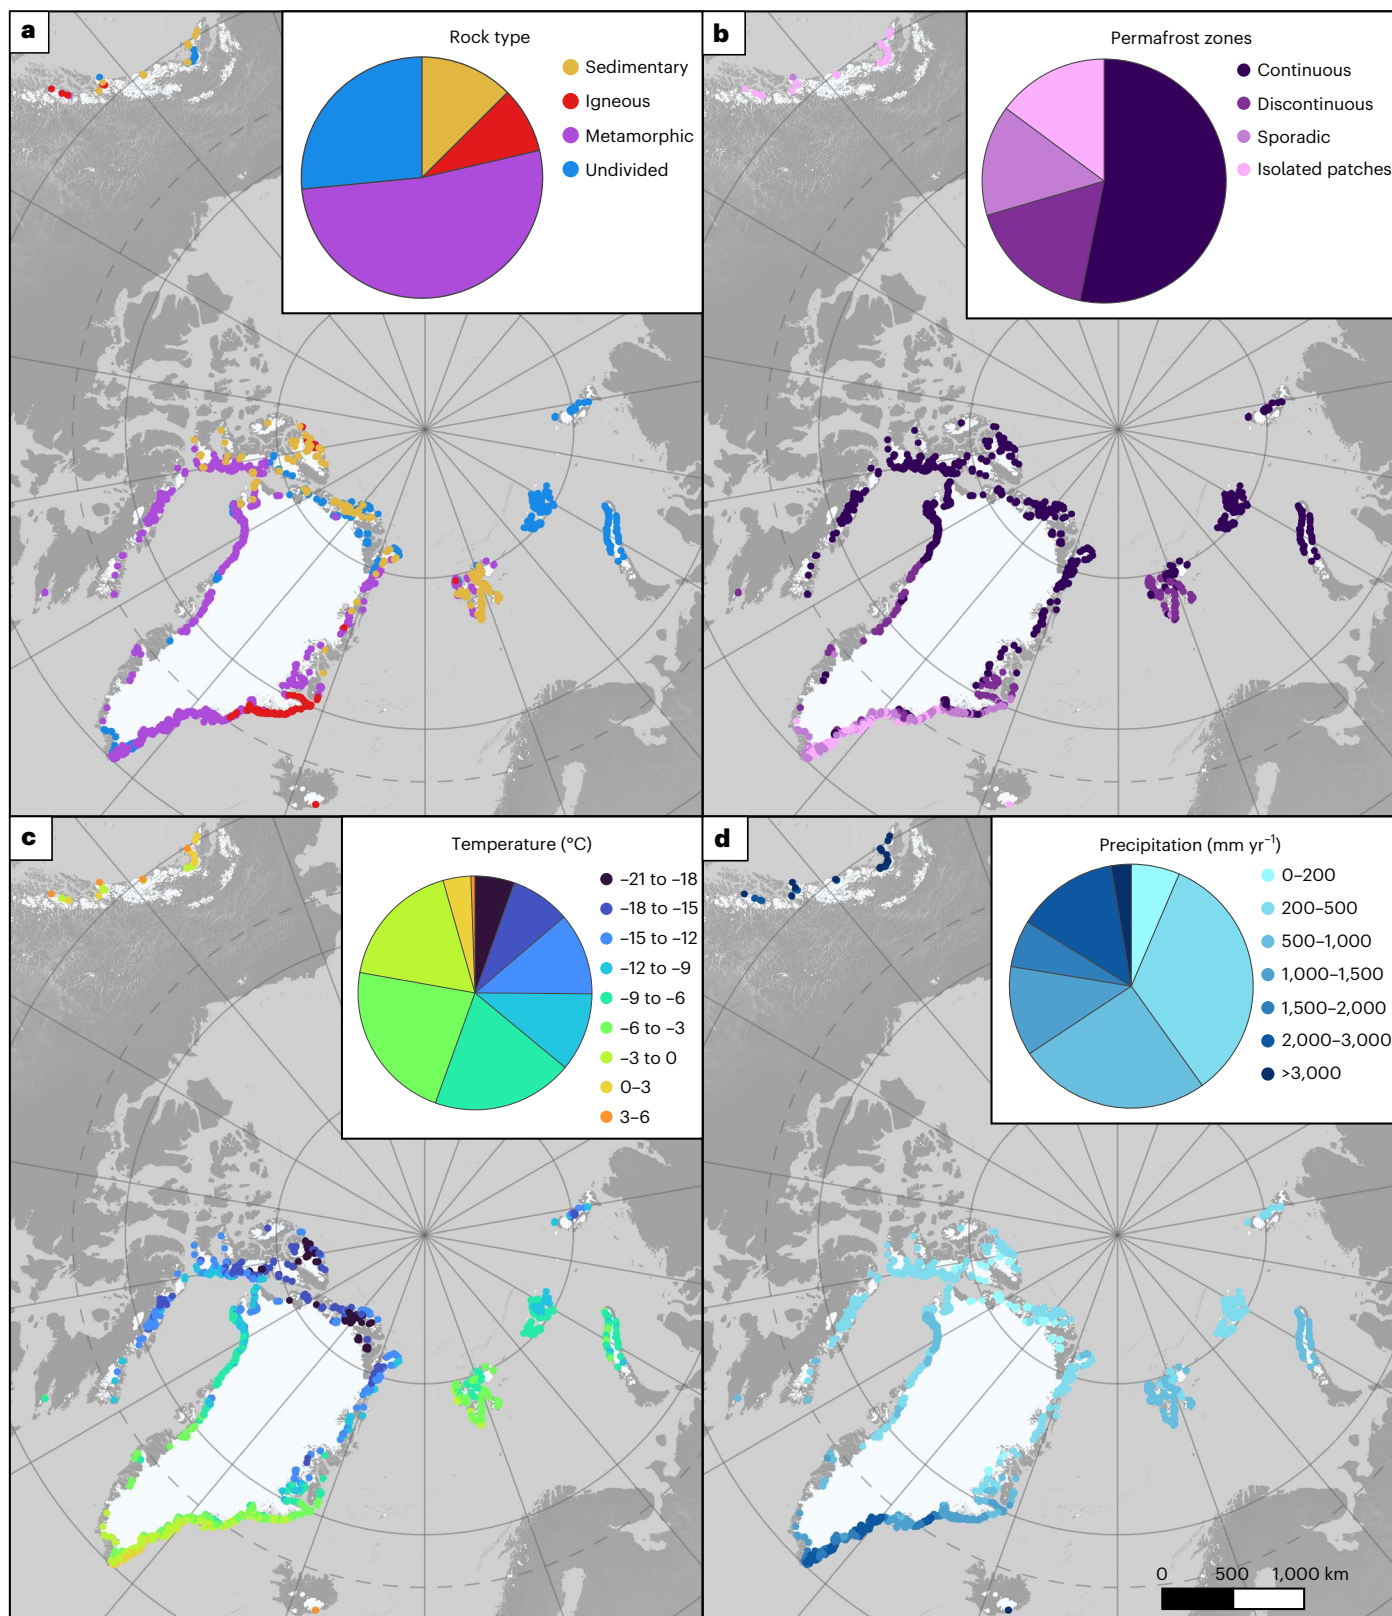 a
Rock type
Sedimentary
Igneous
Metamorphic
Undivided
b
Permafrost zones
Continuous
Discontinuous
Sporadic
Isolated patches
c
Temperature (°C)
–21 to –18
–18 to –15
–15 to –12
–12 to –9
–9 to –6
–6 to –3
–3 to 0
0–3
3–6
d
Precipitation (mm yr⁻¹)
0–200
200–500
500–1,000
1,000–1,500
1,500–2,000
2,000–3,000
>3,000
0 500 1,000 km